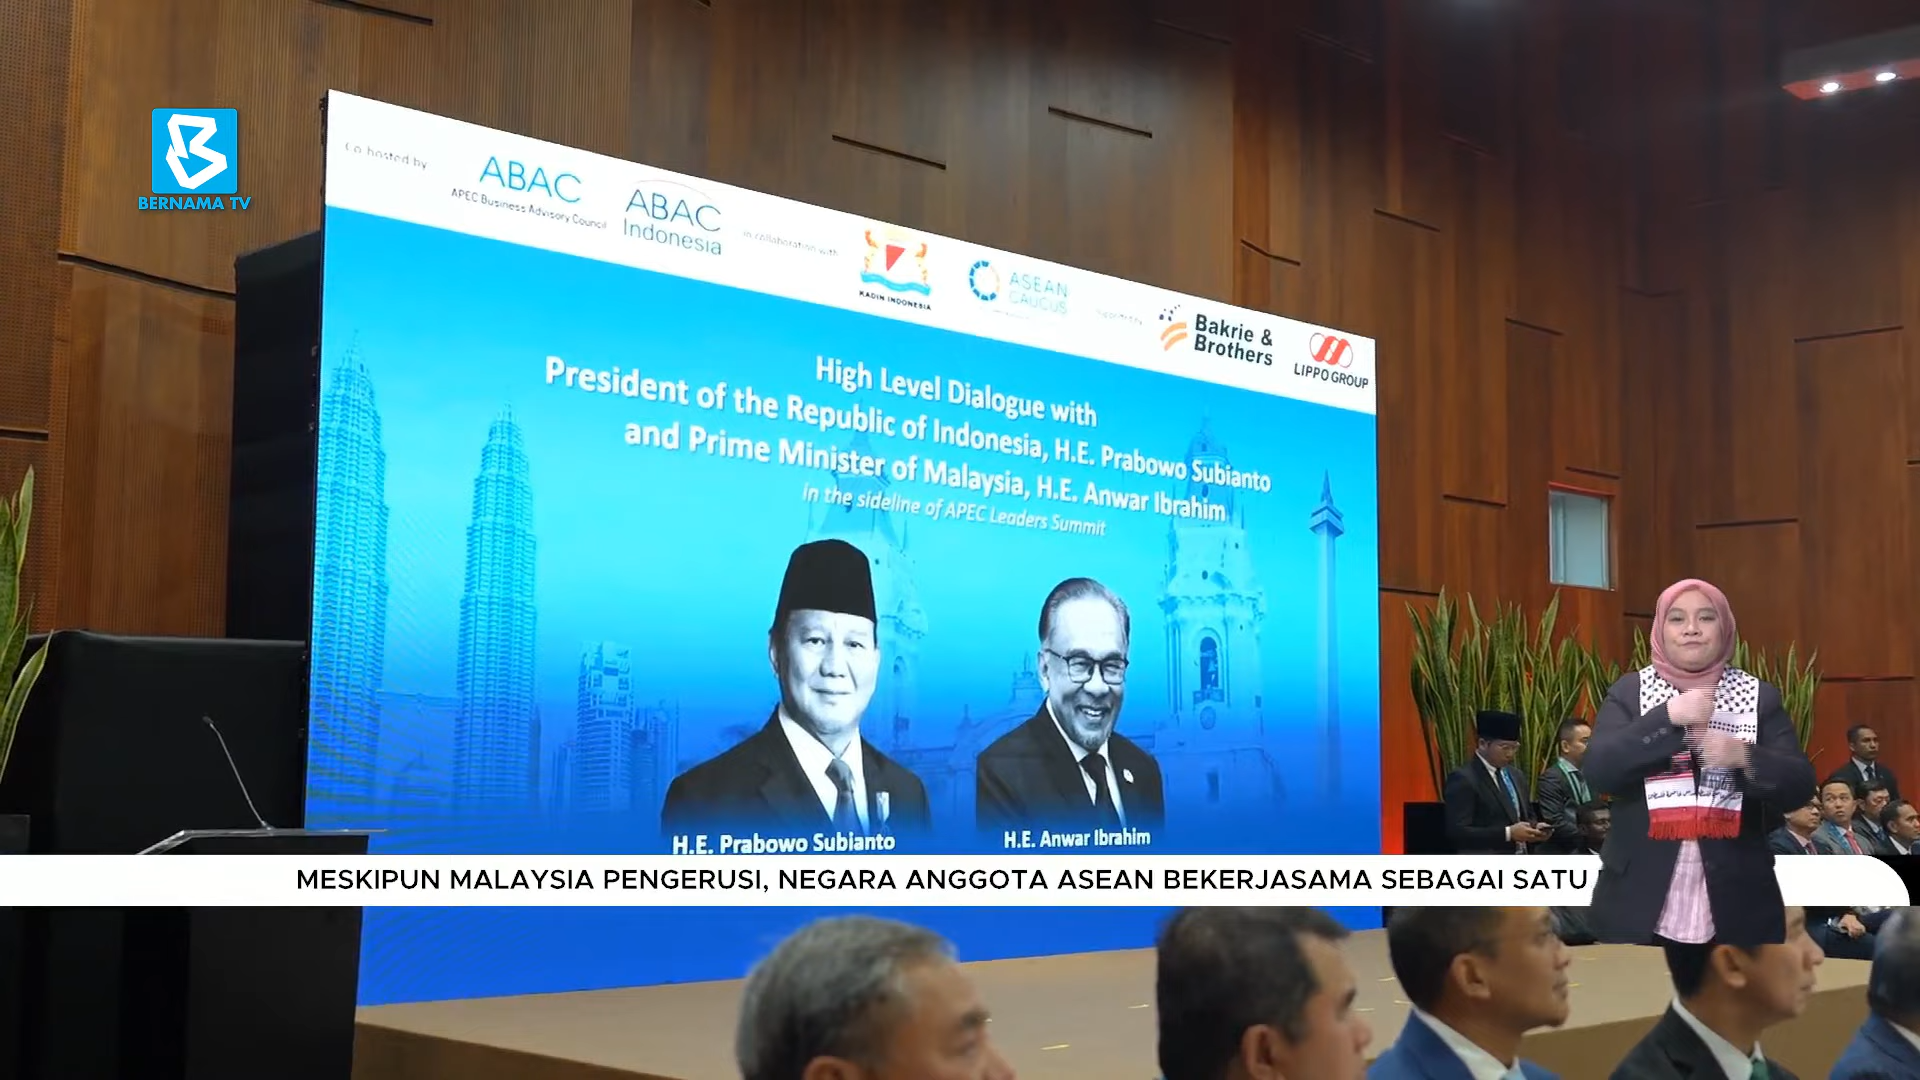 BERNAMA TV
Co-hosted by
ABAC
APEC Business Advisory Council
ABAC
Indonesia
in collaboration with
KADIN INDONESIA
ASEAN
CAUCUS
supported by
Bakrie &
Brothers
LIPPO GROUP
High Level Dialogue with
President of the Republic of Indonesia, H.E. Prabowo Subianto
and Prime Minister of Malaysia, H.E. Anwar Ibrahim
in the sideline of APEC Leaders Summit
H.E. Prabowo Subianto
H.E. Anwar Ibrahim
MESKIPUN MALAYSIA PENGERUSI, NEGARA ANGGOTA ASEAN BEKERJASAMA SEBAGAI SATU